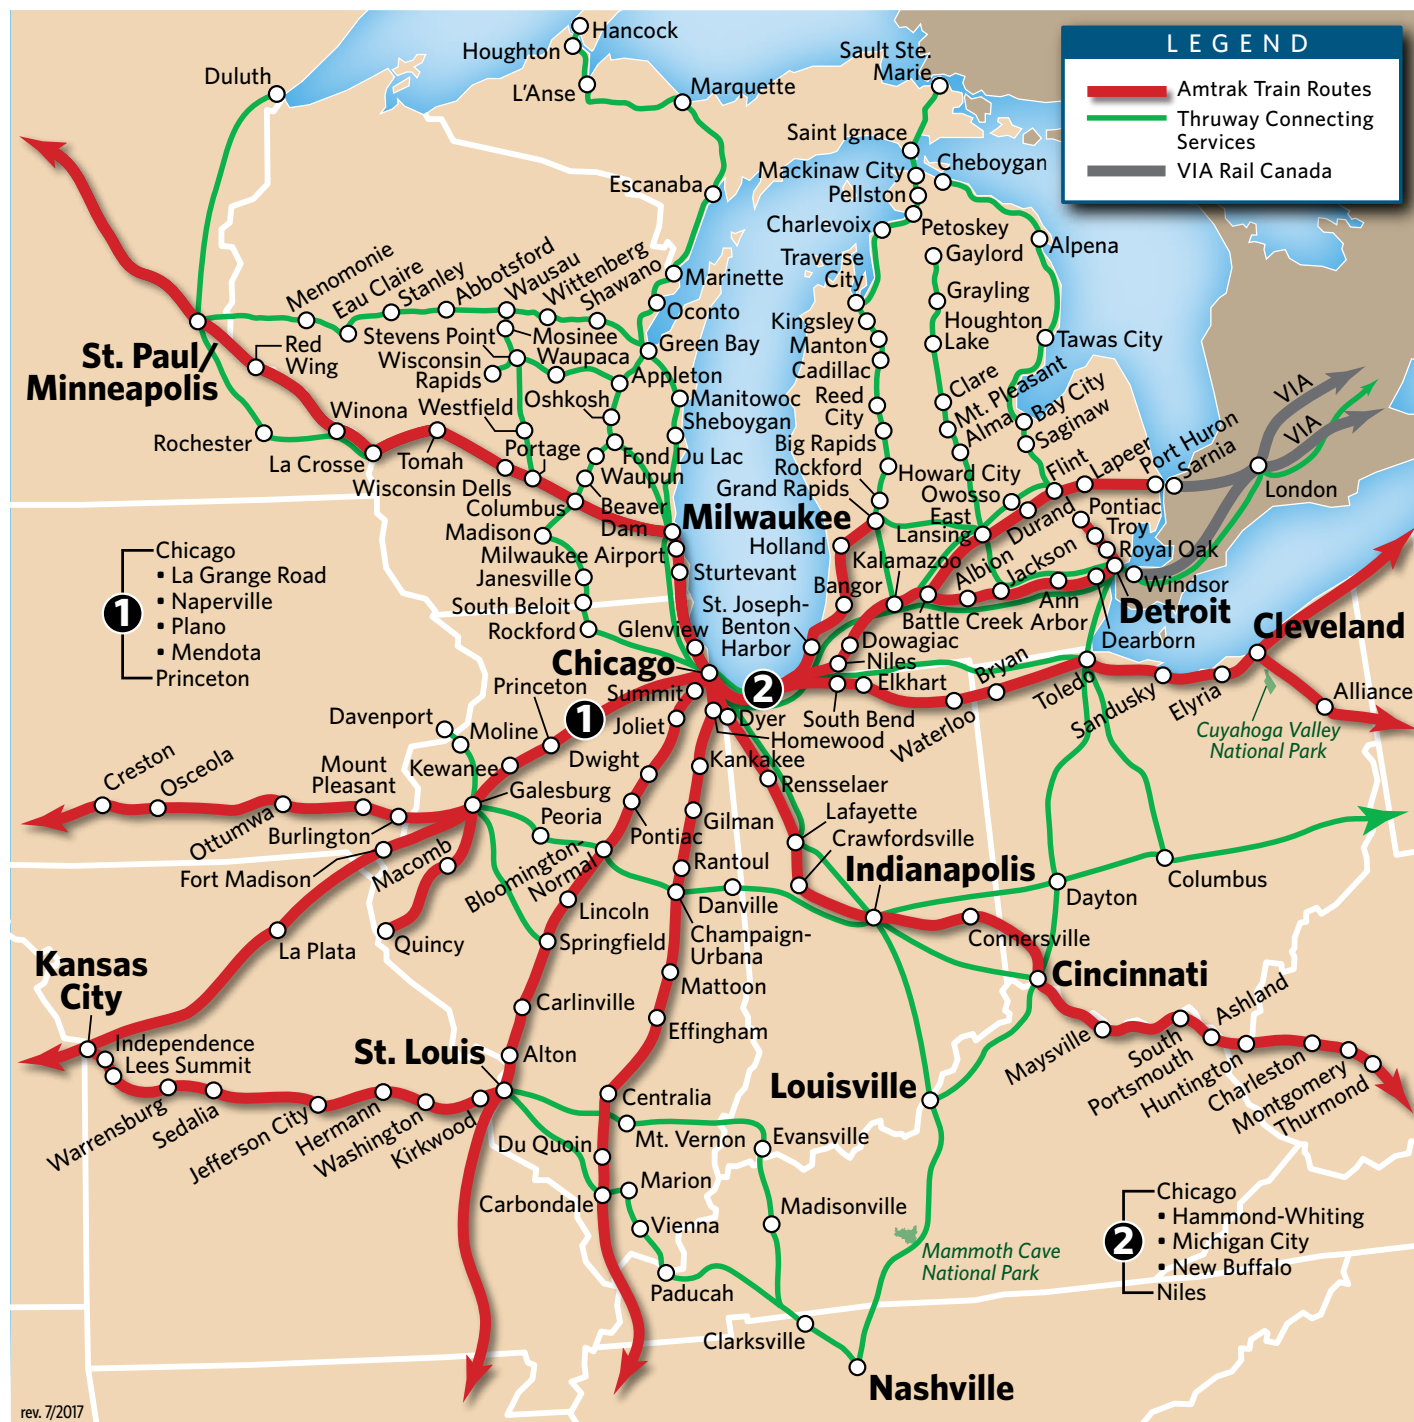 Hancock
Houghton
L'Anse
Marquette
Duluth
Sault Ste.
Marie
LEGEND
Amtrak Train Routes
Thruway Connecting
Services
VIA Rail Canada
Saint Ignace
Mackinaw City
Cheboygan
Pellston
Escanaba
Charlevoix
Petoskey
Alpena
Traverse
City
Gaylord
Menomonie
Eau Claire
Stanley
Abbotsford
Wausau
Wittenberg
Shawano
Marinette
Oconto
Grayling
Kingsley
Houghton
Lake
Tawas City
Manton
Cadillac
St. Paul/
Minneapolis
Red
Wing
Stevens Point
Mosinee
Wisconsin
Rapids
Waupaca
Green Bay
Appleton
Clare
Mt. Pleasant
Bay City
VIA
VIA
Reed
City
Alma
Saginaw
Winona
Westfield
Oshkosh
Manitowoc
Sheboygan
Rochester
La Crosse
Tomah
Portage
Fond Du Lac
Big Rapids
Rockford
Howard City
Flint
Lapeer
Port Huron
Sarnia
Wisconsin Dells
Waupun
Columbus
Beaver
Dam
Grand Rapids
Owosso
Durand
London
Milwaukee
East
Lansing
Pontiac
Troy
Royal Oak
Madison
Milwaukee Airport
Holland
Kalamazoo
Albion
Jackson
Janesville
Sturtevant
Bangor
Windsor
South Beloit
St. Joseph-
Benton
Harbor
Battle Creek
Ann
Arbor
Detroit
Dearborn
Rockford
Glenview
Dowagiac
Cleveland
Chicago
Niles
1
Chicago
▪ La Grange Road
▪ Naperville
▪ Plano
▪ Mendota
Princeton
Princeton
Summit
2
Elkhart
Bryan
Toledo
Sandusky
Elyria
Alliance
Davenport
Moline
1
Joliet
Dyer
Homewood
South Bend
Waterloo
Cuyahoga Valley
National Park
Creston
Osceola
Mount
Pleasant
Kewanee
Dwight
Kankakee
Rensselaer
Ottumwa
Burlington
Galesburg
Peoria
Pontiac
Gilman
Lafayette
Crawfordsville
Fort Madison
Macomb
Bloomington-
Normal
Rantoul
Indianapolis
La Plata
Quincy
Lincoln
Danville
Dayton
Columbus
Springfield
Champaign-
Urbana
Connersville
Kansas
City
Mattoon
Cincinnati
Carlinville
Effingham
Independence
Lees Summit
St. Louis
Alton
Maysville
South
Portsmouth
Ashland
Huntington
Charleston
Montgomery
Thurmond
Warrensburg
Sedalia
Jefferson City
Hermann
Washington
Kirkwood
Centralia
Louisville
Du Quoin
Mt. Vernon
Evansville
Carbondale
Marion
Madisonville
Vienna
Paducah
Mammoth Cave
National Park
2
Chicago
▪ Hammond-Whiting
▪ Michigan City
▪ New Buffalo
Niles
Clarksville
Nashville
rev. 7/2017